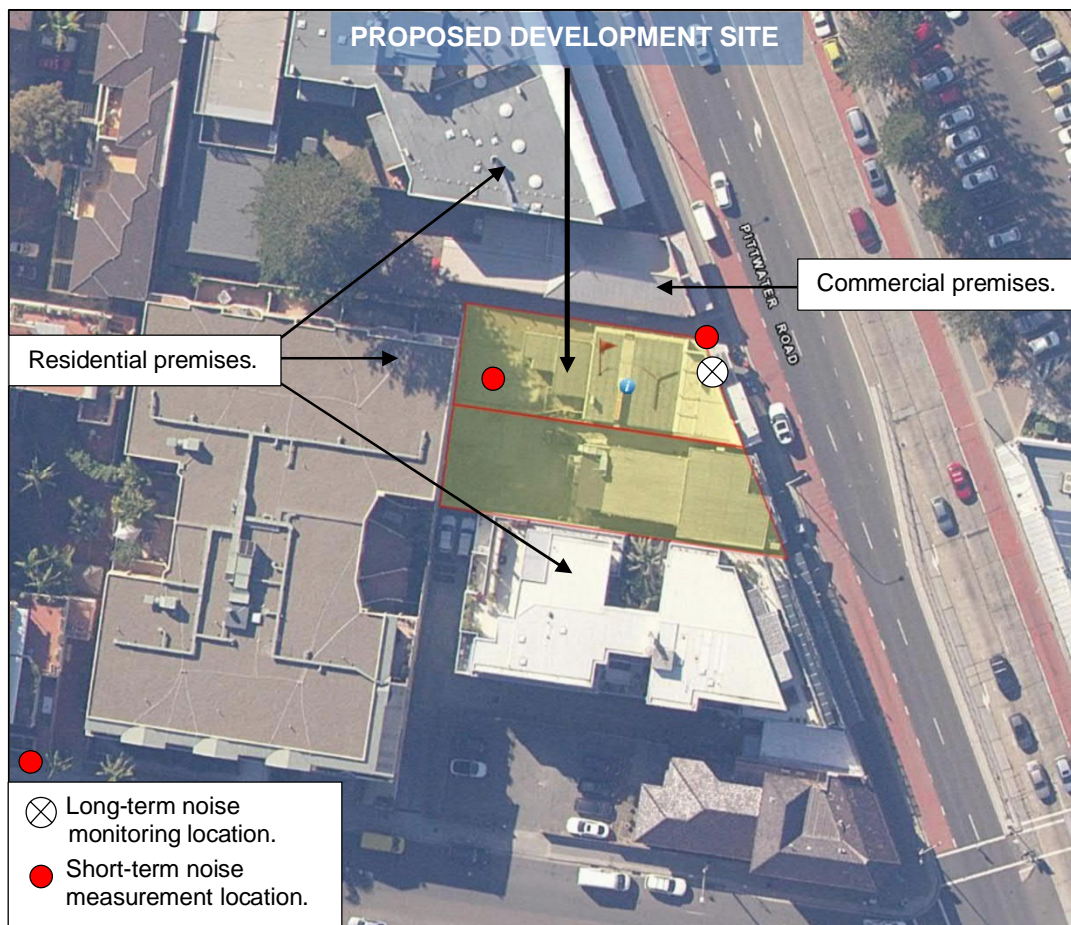 PROPOSED DEVELOPMENT SITE
PITTWATER ROAD
Commercial premises.
Residential premises.
Long-term noise
monitoring location.
Short-term noise
measurement location.